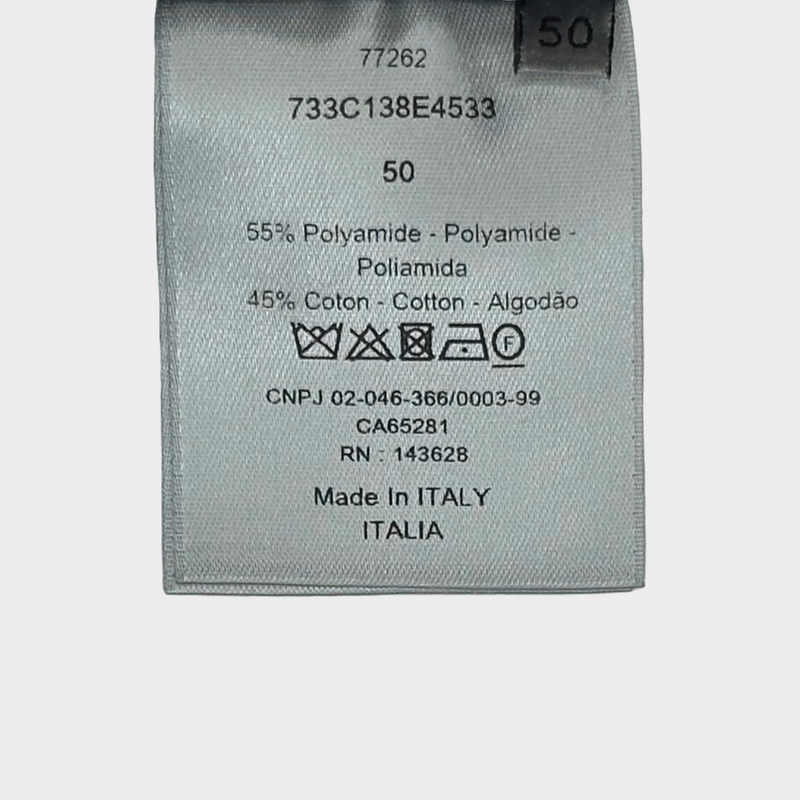 50
77262
733C138E4533
50
55% Polyamide - Polyamide -
Poliamida
45% Coton - Cotton - Algodão
F
CNPJ 02-046-366/0003-99
CA65281
RN : 143628
Made In ITALY
ITALIA